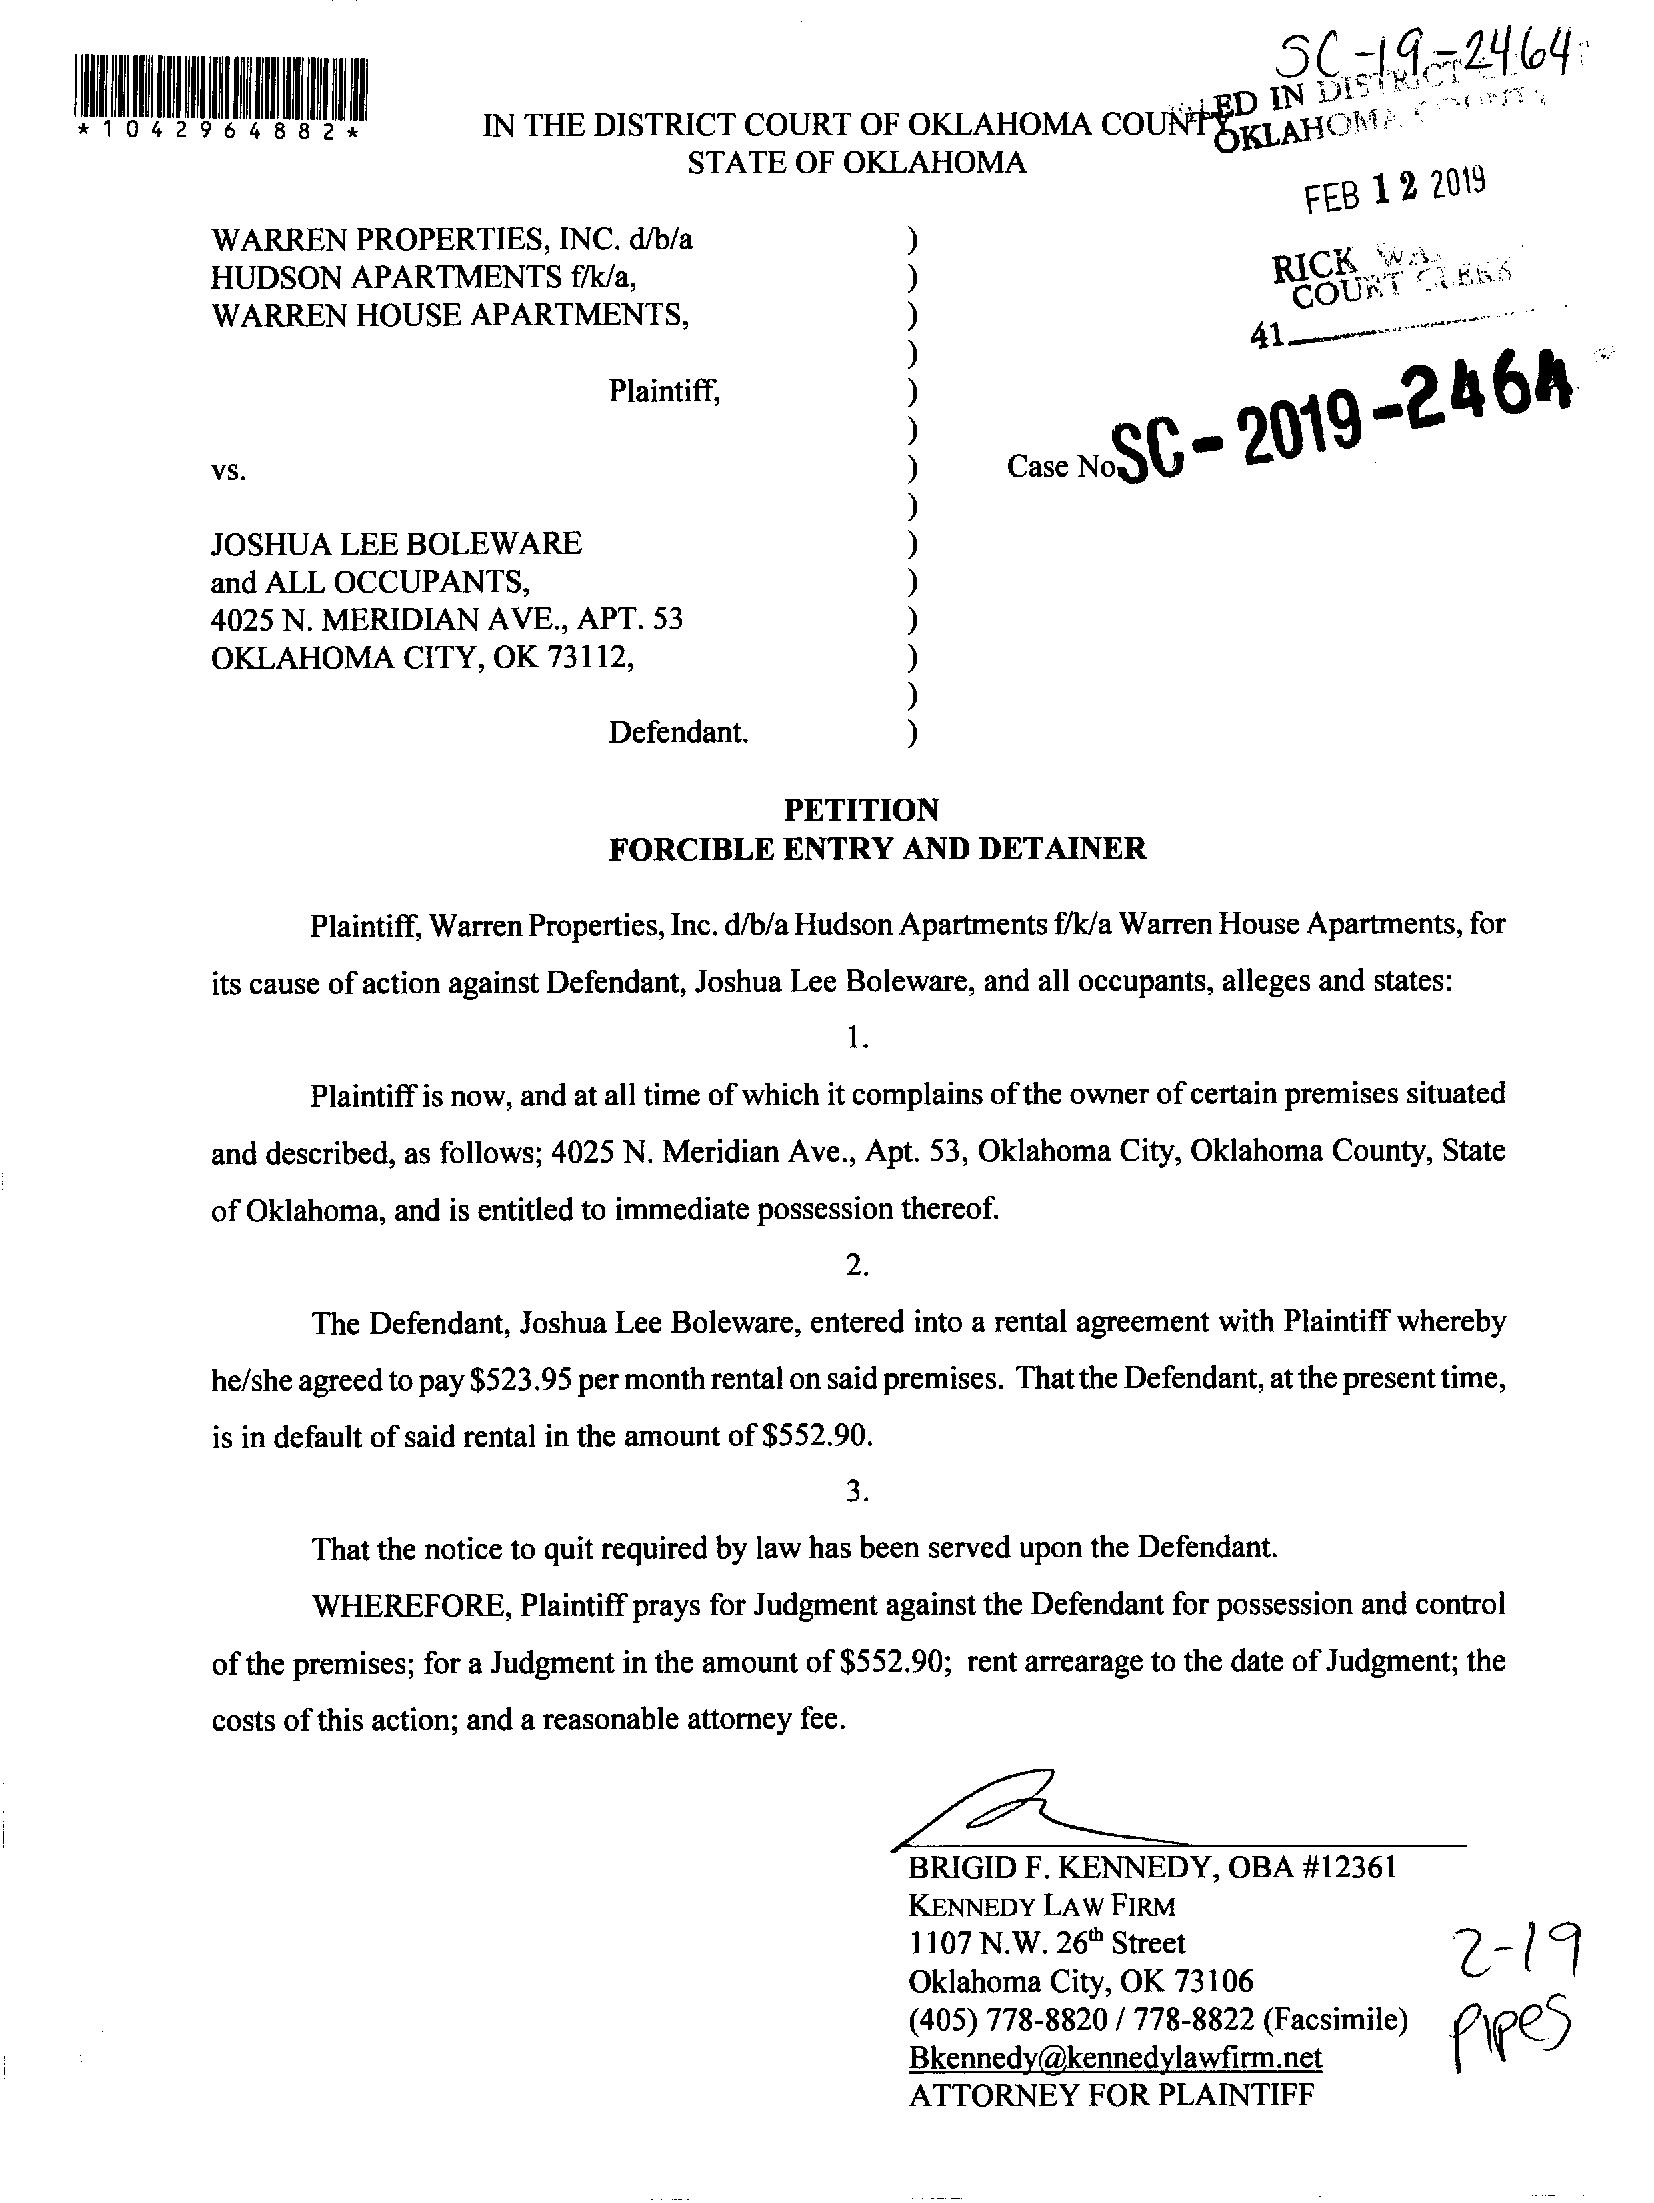 SC-19-2464
*1042964882*
IN THE DISTRICT COURT OF OKLAHOMA COUNTY
STATE OF OKLAHOMA
IN DISTRICT
OKLAHOMA COUNTY
FEB 12 2019
RICK
COURT CLERK
41
WARREN PROPERTIES, INC. d/b/a )
HUDSON APARTMENTS f/k/a, )
WARREN HOUSE APARTMENTS, )
)
Plaintiff, )
)
vs. ) Case No. SC-2019-2464
)
JOSHUA LEE BOLEWARE )
and ALL OCCUPANTS, )
4025 N. MERIDIAN AVE., APT. 53 )
OKLAHOMA CITY, OK 73112, )
)
Defendant. )
PETITION
FORCIBLE ENTRY AND DETAINER
Plaintiff, Warren Properties, Inc. d/b/a Hudson Apartments f/k/a Warren House Apartments, for
its cause of action against Defendant, Joshua Lee Boleware, and all occupants, alleges and states:
1.
Plaintiff is now, and at all time of which it complains of the owner of certain premises situated
and described, as follows; 4025 N. Meridian Ave., Apt. 53, Oklahoma City, Oklahoma County, State
of Oklahoma, and is entitled to immediate possession thereof.
2.
The Defendant, Joshua Lee Boleware, entered into a rental agreement with Plaintiff whereby
he/she agreed to pay $523.95 per month rental on said premises. That the Defendant, at the present time,
is in default of said rental in the amount of $552.90.
3.
That the notice to quit required by law has been served upon the Defendant.
WHEREFORE, Plaintiff prays for Judgment against the Defendant for possession and control
of the premises; for a Judgment in the amount of $552.90; rent arrearage to the date of Judgment; the
costs of this action; and a reasonable attorney fee.
BRIGID F. KENNEDY, OBA #12361
KENNEDY LAW FIRM
1107 N.W. 26th Street
Oklahoma City, OK 73106
(405) 778-8820 / 778-8822 (Facsimile)
Bkennedy@kennedylawfirm.net
ATTORNEY FOR PLAINTIFF
2-19
Pipes